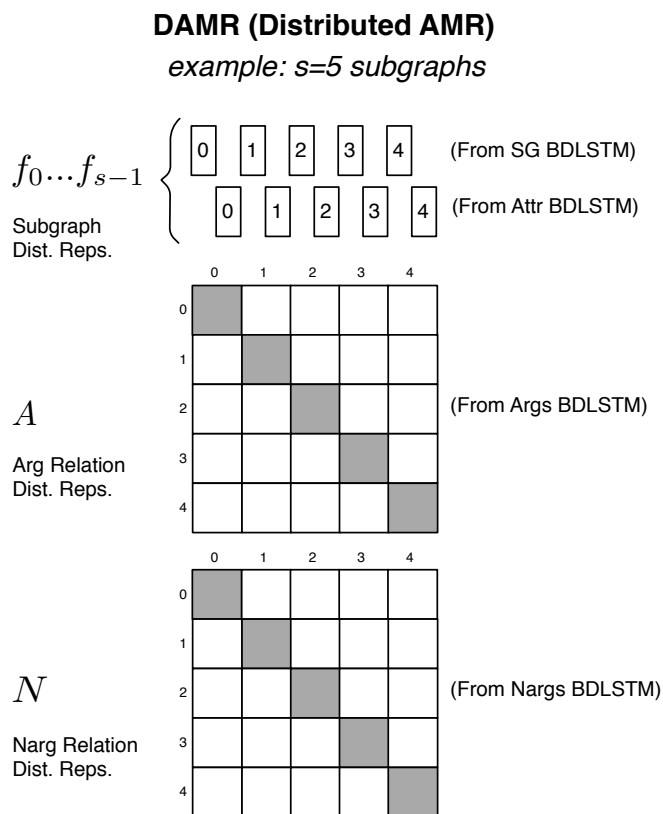 DAMR (Distributed AMR)
example: s=5 subgraphs
0 1 2 3 4 (From SG BDLSTM)
f_0...f_{s-1}
0 1 2 3 4 (From Attr BDLSTM)
Subgraph
Dist. Reps.
0 1 2 3 4
0
1
2
A (From Args BDLSTM)
3
Arg Relation
Dist. Reps.
4
0 1 2 3 4
0
1
2
N (From Nargs BDLSTM)
3
Narg Relation
Dist. Reps.
4